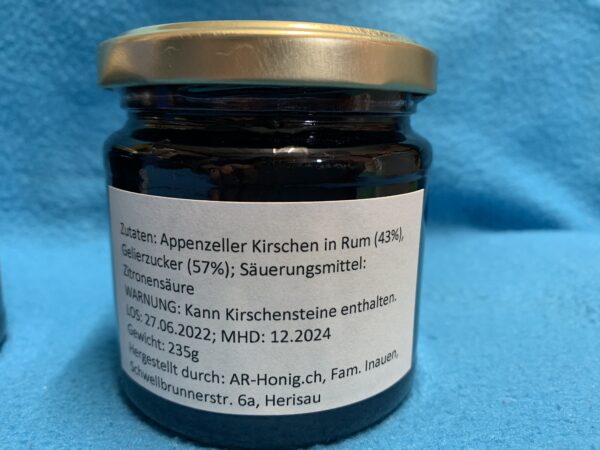 Zutaten: Appenzeller Kirschen in Rum (43%),
Gelierzucker (57%); Säuerungsmittel:
Zitronensäure
WARNUNG: Kann Kirschensteine enthalten.
LOS: 27.06.2022; MHD: 12.2024
Gewicht: 235g
Hergestellt durch: AR-Honig.ch, Fam. Inauen,
Schwellbrunnerstr. 6a, Herisau